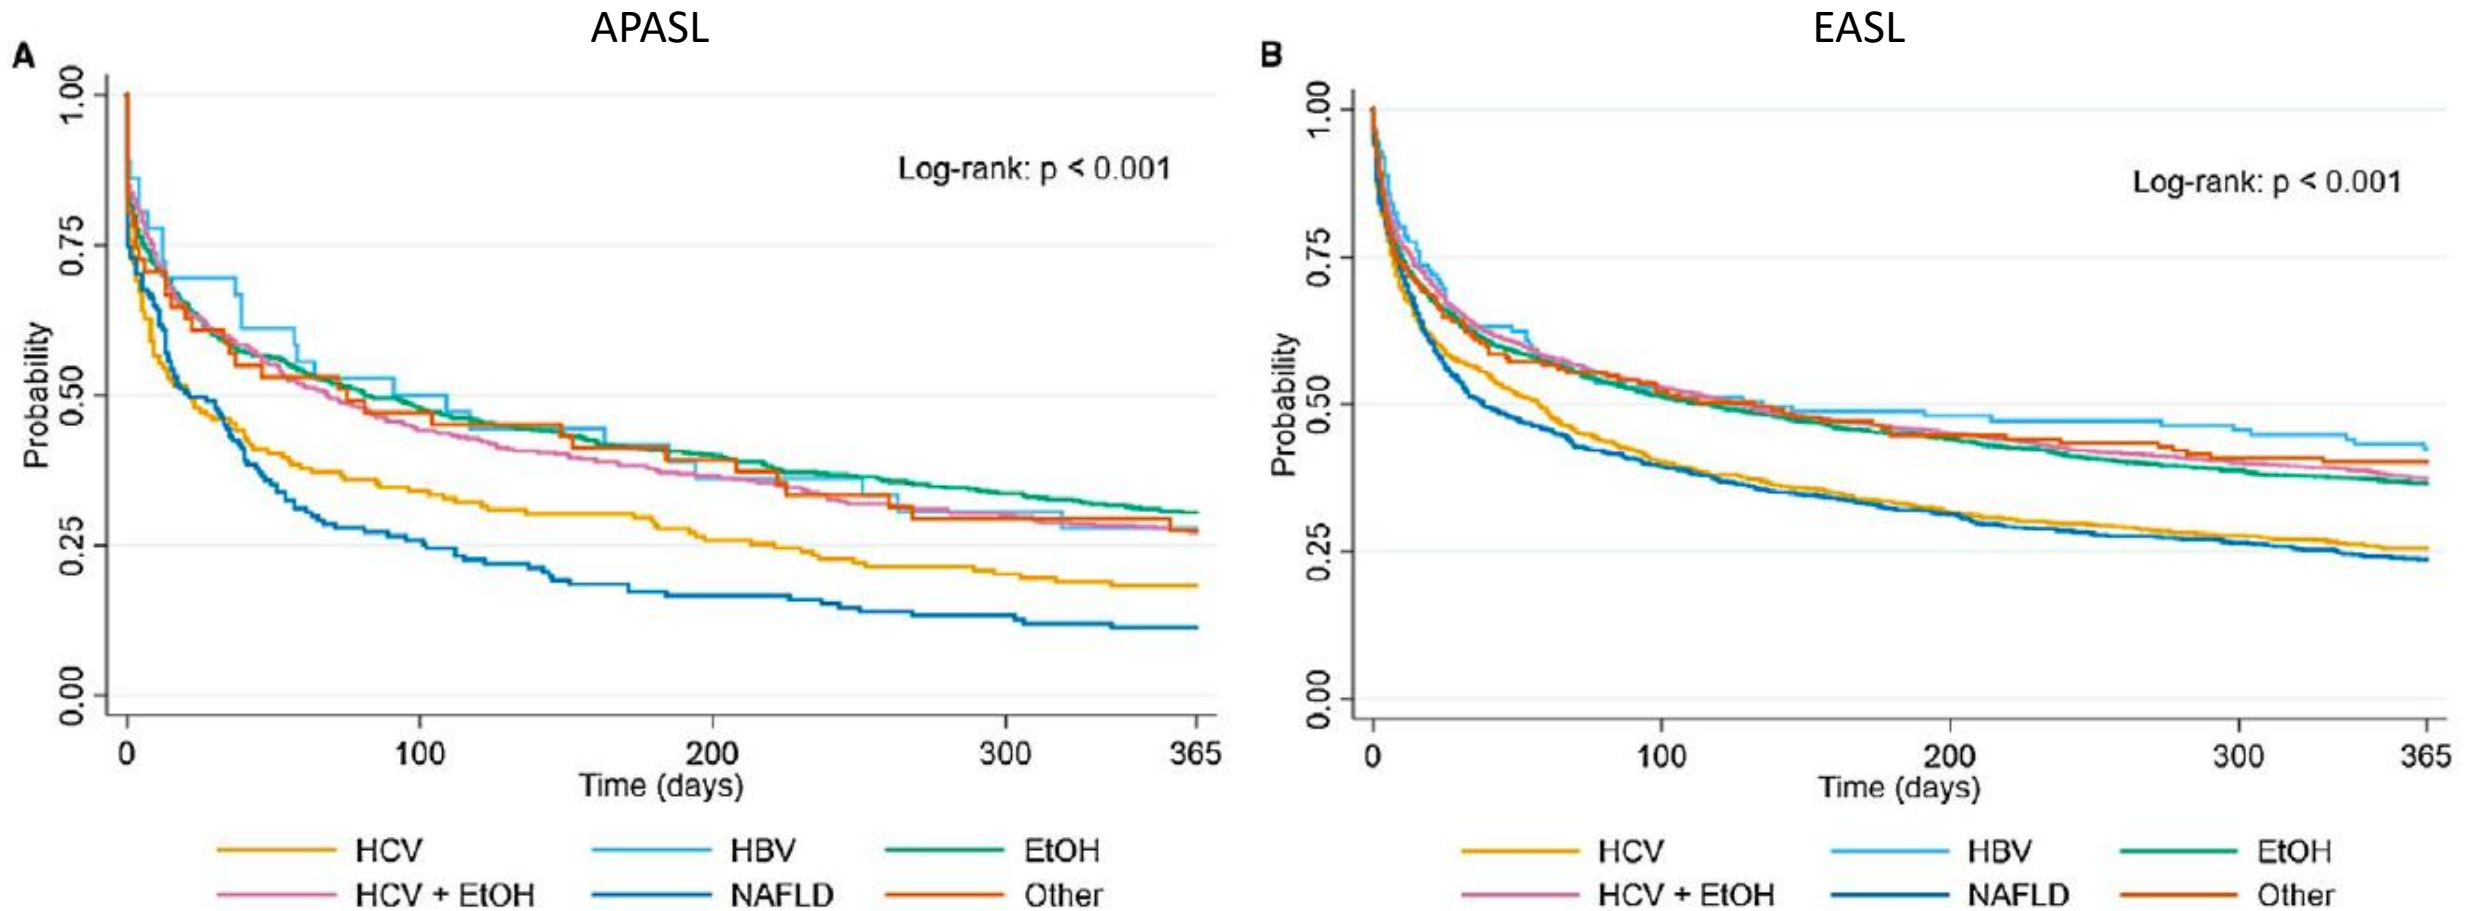 APASL
A
1.00
0.75
0.50
0.25
0.00
Probability
Log-rank: p < 0.001
0 100 200 300 365
Time (days)
HCV HBV EtOH
HCV + EtOH NAFLD Other
EASL
B
1.00
0.75
0.50
0.25
0.00
Probability
Log-rank: p < 0.001
0 100 200 300 365
Time (days)
HCV HBV EtOH
HCV + EtOH NAFLD Other